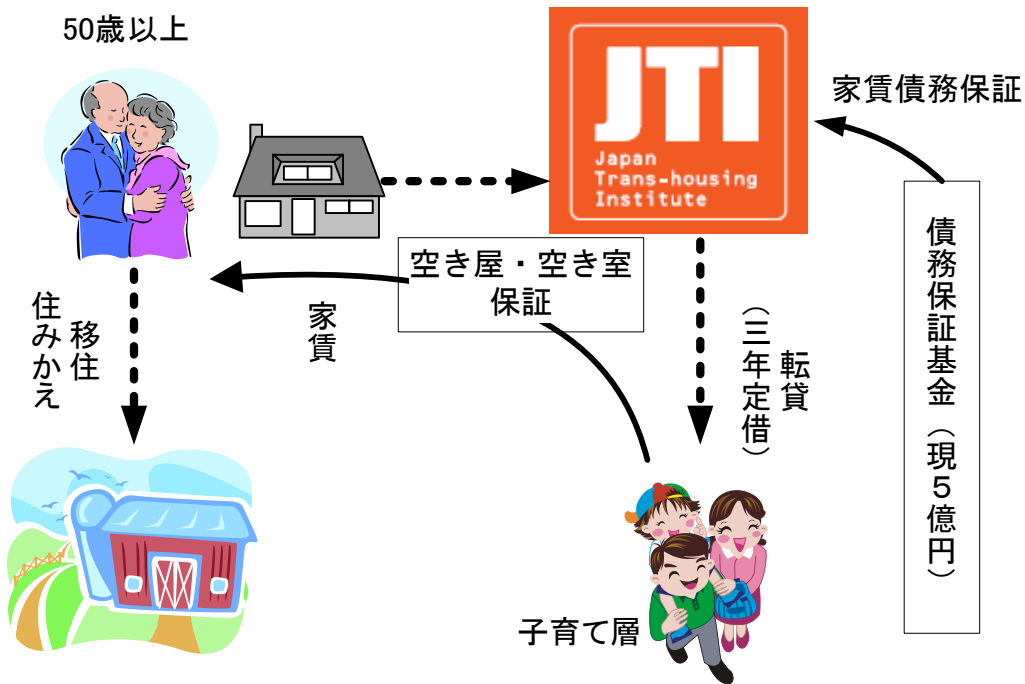 50歳以上
JTI
Japan
Trans-housing
Institute
家賃債務保証
空き屋・空き室
保証
家賃
移住
住みかえ
転貸
（三年定借）
債務保証基金（現５億円）
子育て層